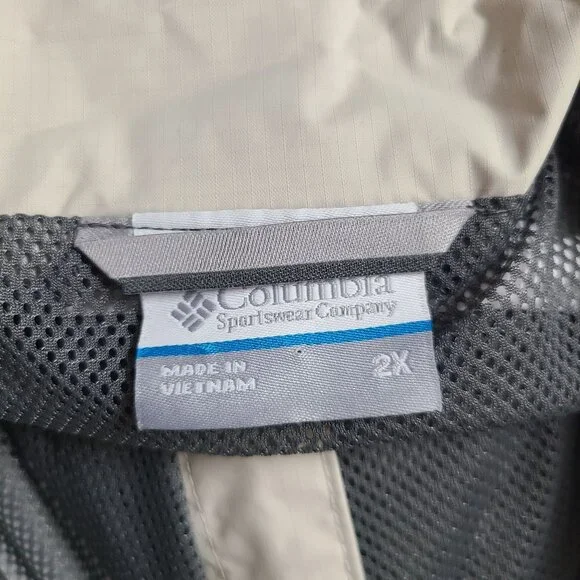 Columbia
Sportswear Company
MADE IN
VIETNAM
2X